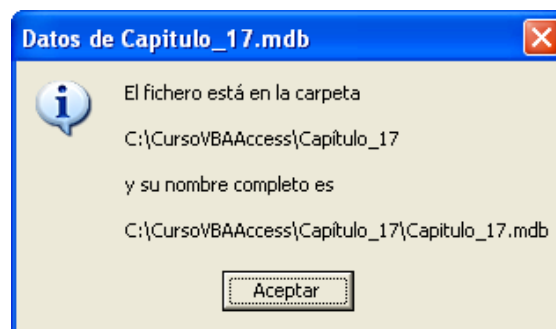 Datos de Capitulo_17.mdb
El fichero está en la carpeta
C:\CursoVBAAccess\Capítulo_17
y su nombre completo es
C:\CursoVBAAccess\Capítulo_17\Capitulo_17.mdb
Aceptar